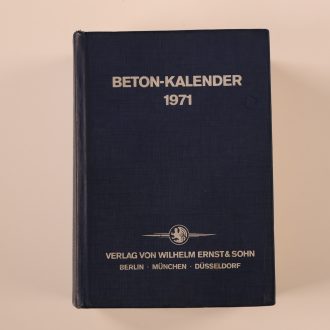 BETON-KALENDER
1971
VERLAG VON WILHELM ERNST & SOHN
BERLIN · MÜNCHEN · DÜSSELDORF